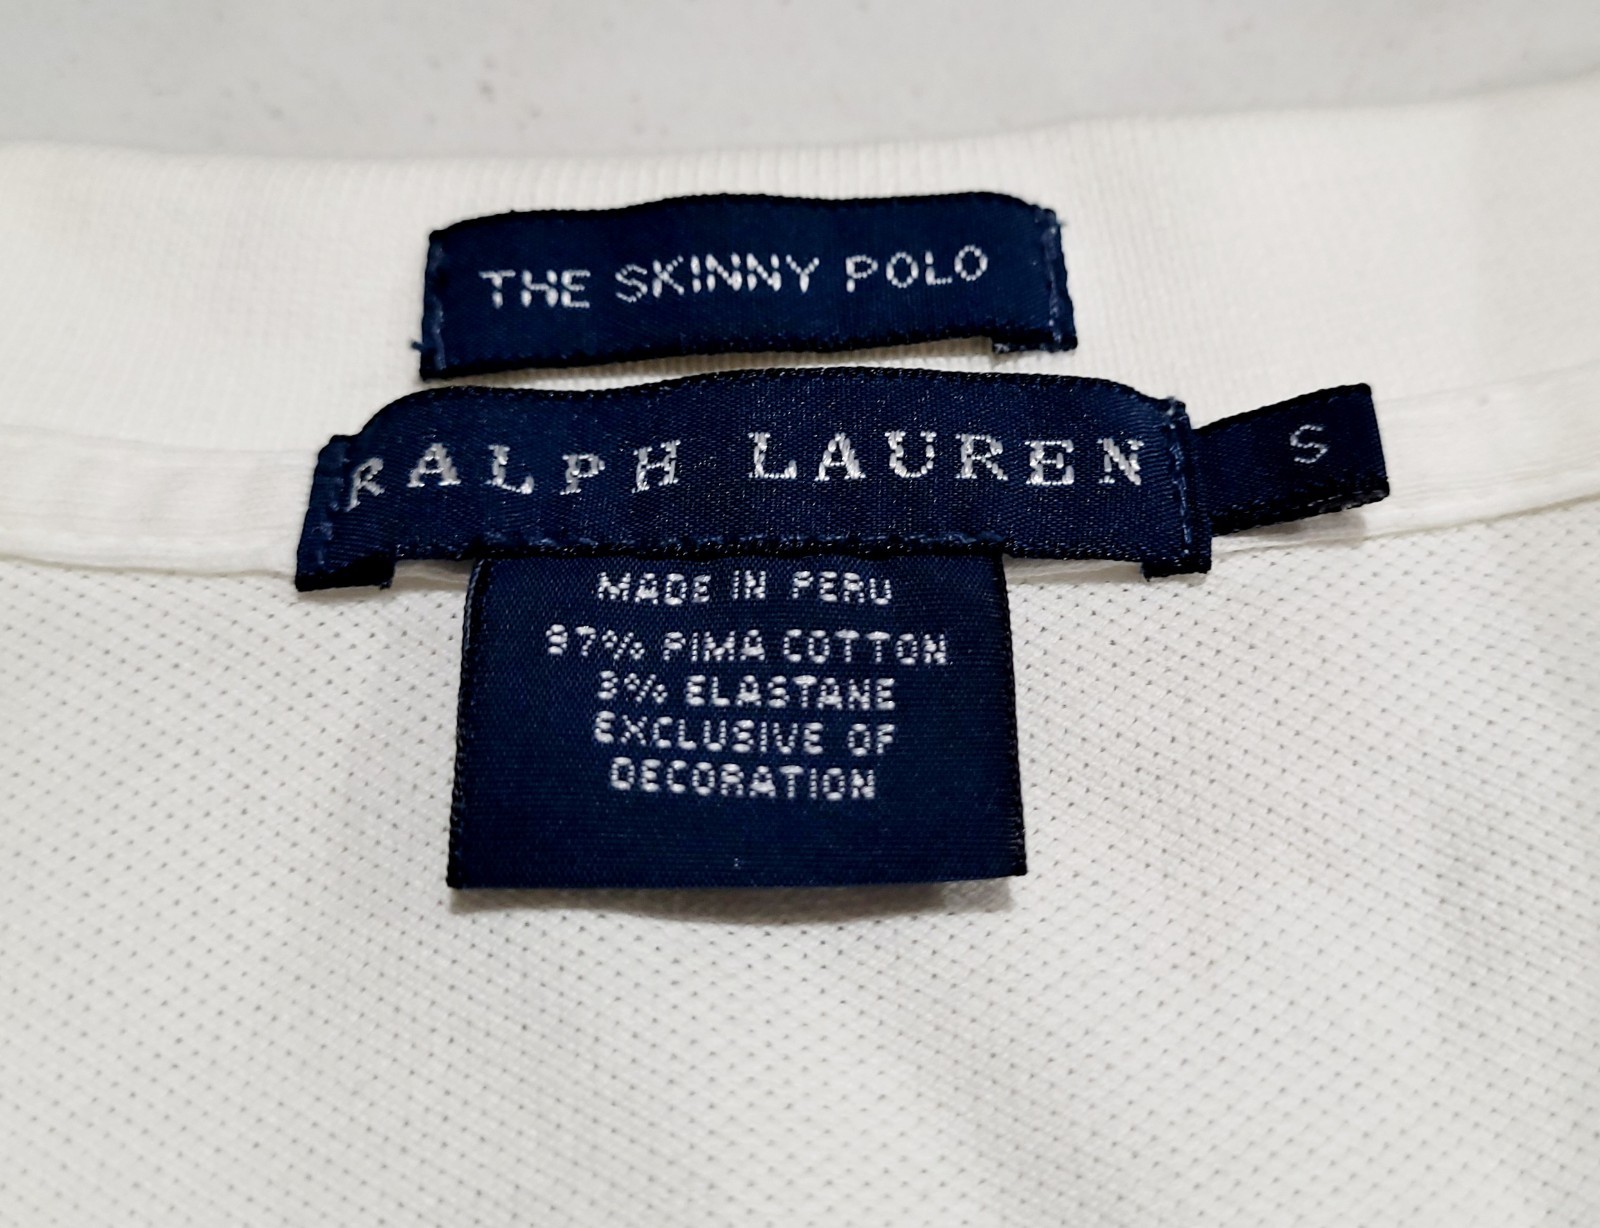 THE SKINNY POLO
RALPH LAUREN
S
MADE IN PERU
97% PIMA COTTON
3% ELASTANE
EXCLUSIVE OF
DECORATION